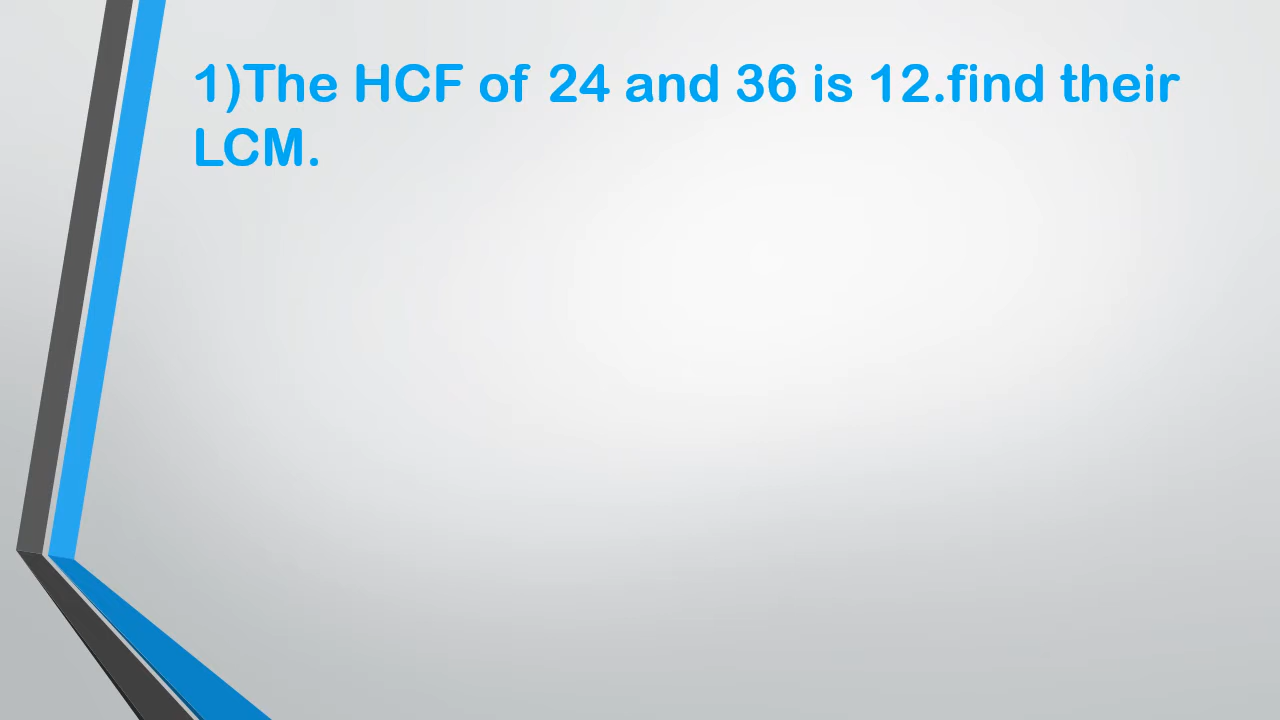 1)The HCF of 24 and 36 is 12.find their
LCM.